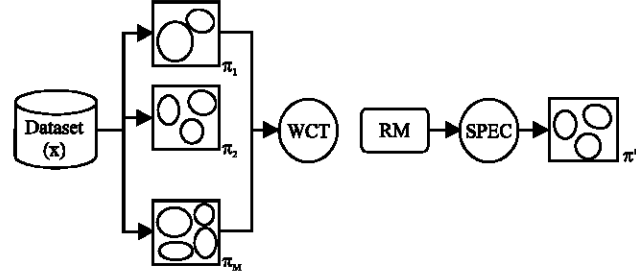 Dataset
(x)
π1
π2
πM
WCT
RM
SPEC
π'